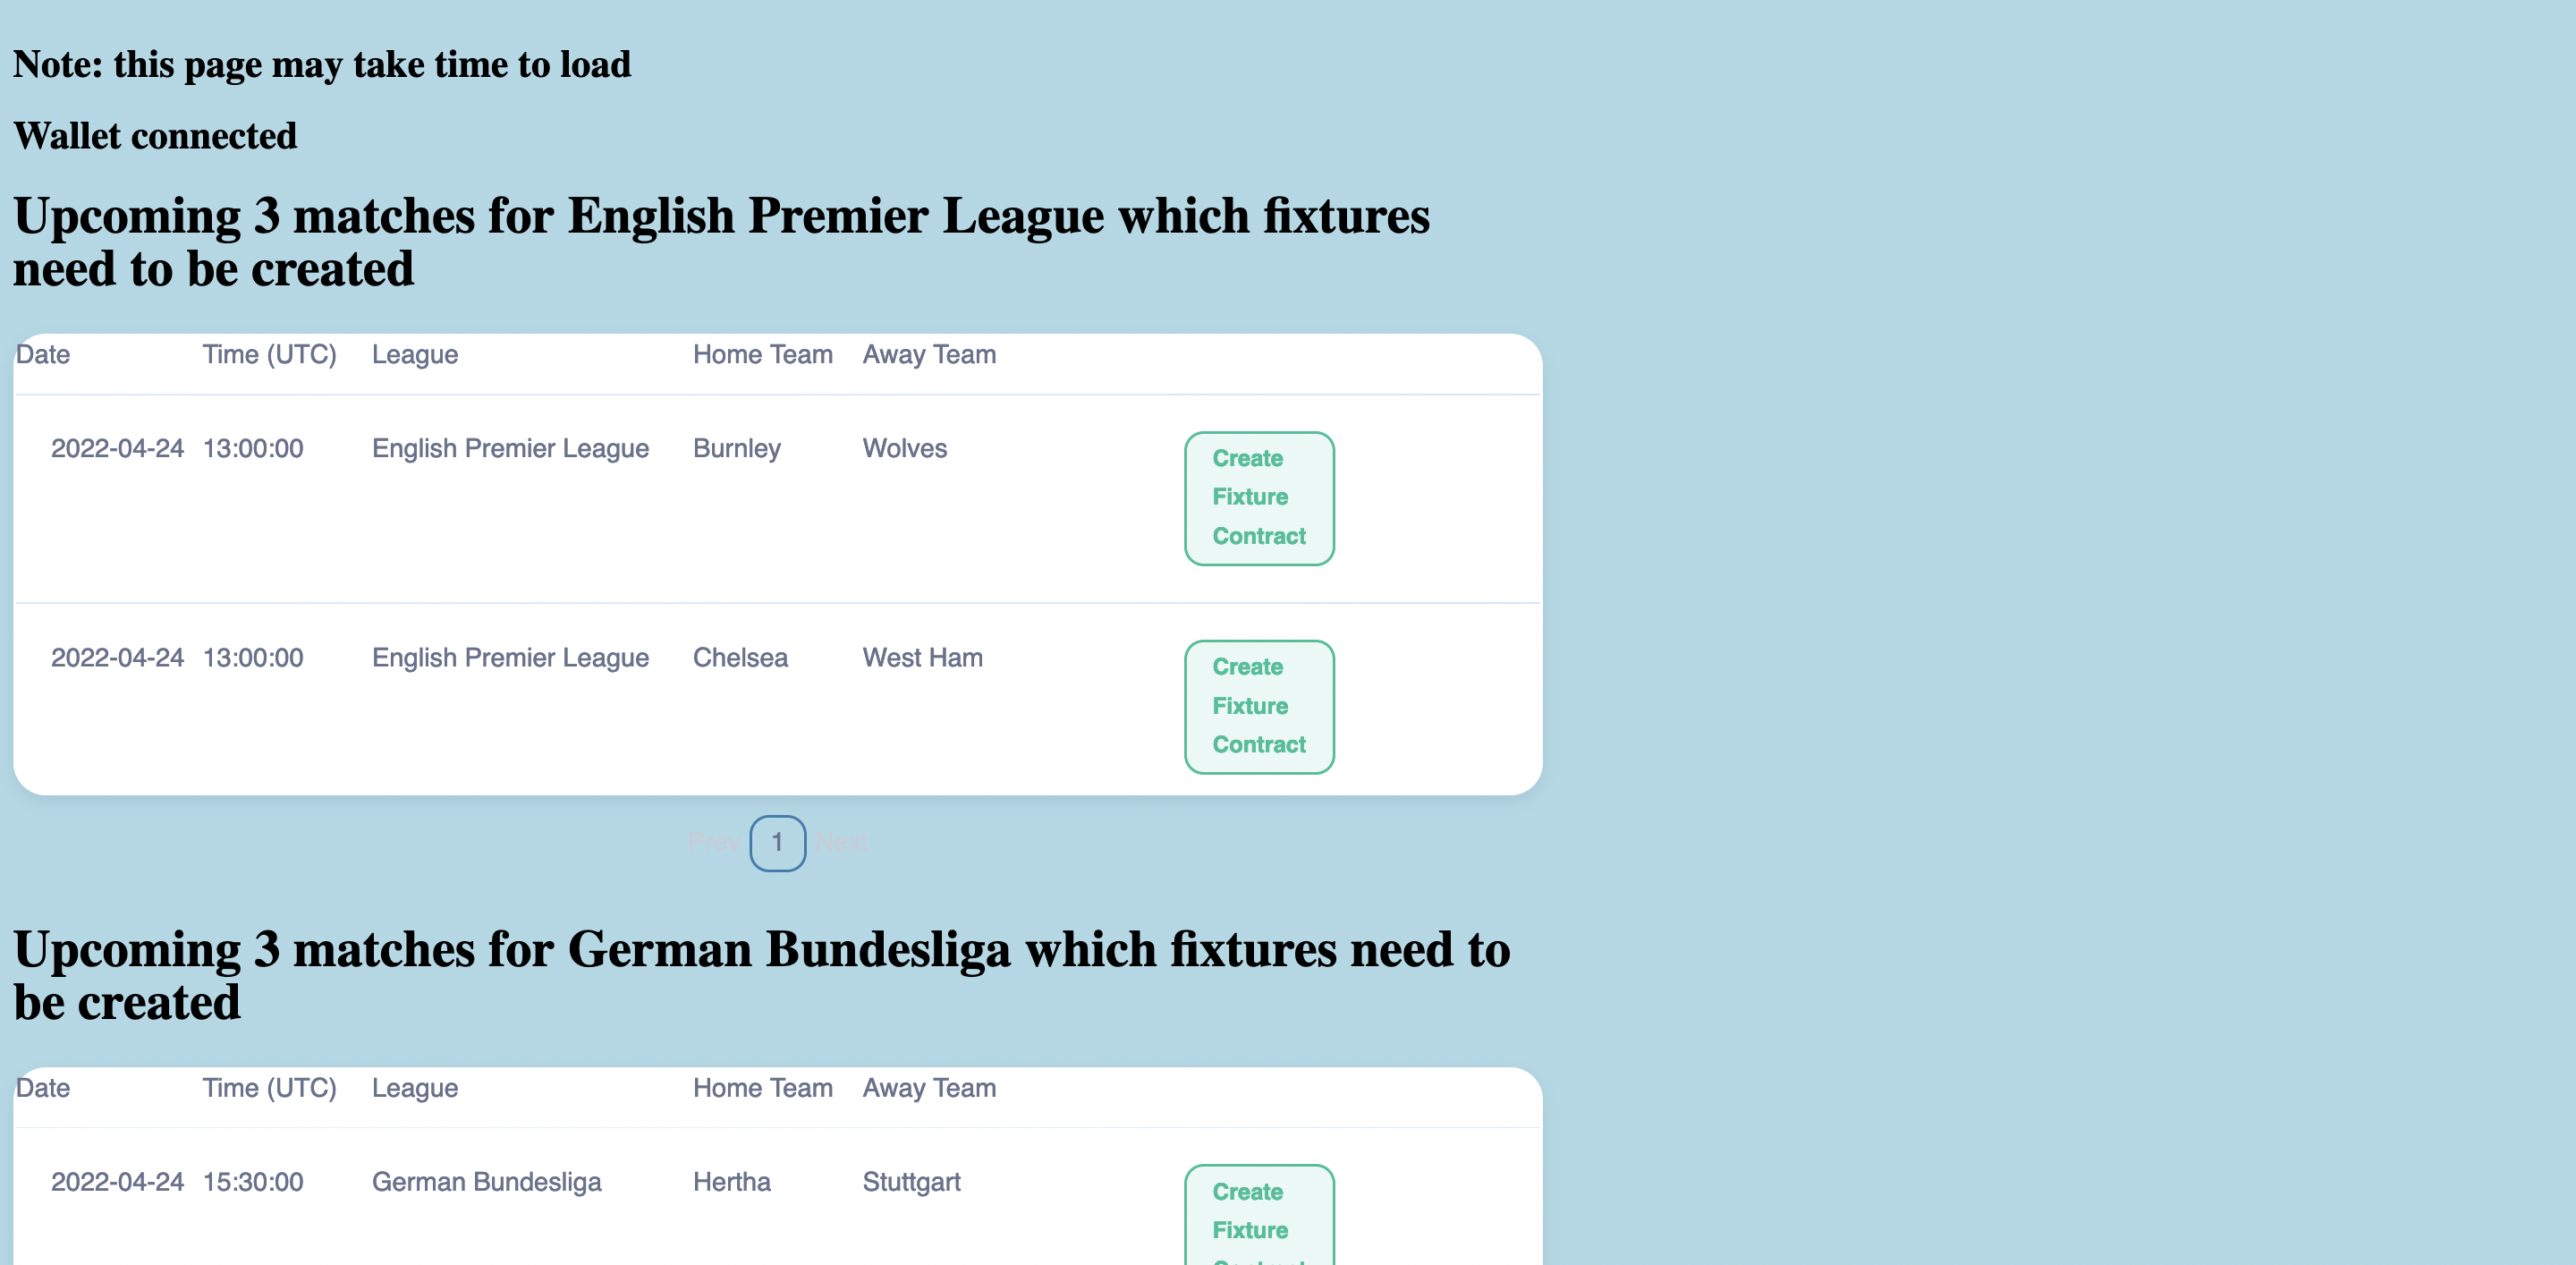 Note: this page may take time to load
Wallet connected
Upcoming 3 matches for English Premier League which fixtures
need to be created
Date Time (UTC) League Home Team Away Team
2022-04-24 13:00:00 English Premier League Burnley Wolves
Create
Fixture
Contract
2022-04-24 13:00:00 English Premier League Chelsea West Ham
Create
Fixture
Contract
Prev 1 Next
Upcoming 3 matches for German Bundesliga which fixtures need to
be created
Date Time (UTC) League Home Team Away Team
2022-04-24 15:30:00 German Bundesliga Hertha Stuttgart
Create
Fixture